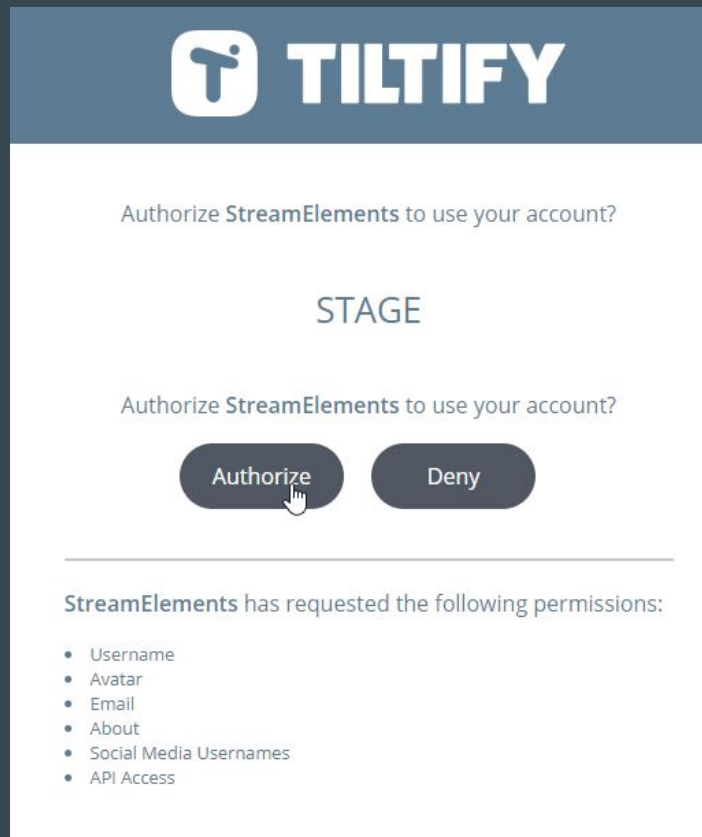 TILTIFY
Authorize StreamElements to use your account?
STAGE
Authorize StreamElements to use your account?
Authorize Deny
StreamElements has requested the following permissions:
• Username
• Avatar
• Email
• About
• Social Media Usernames
• API Access